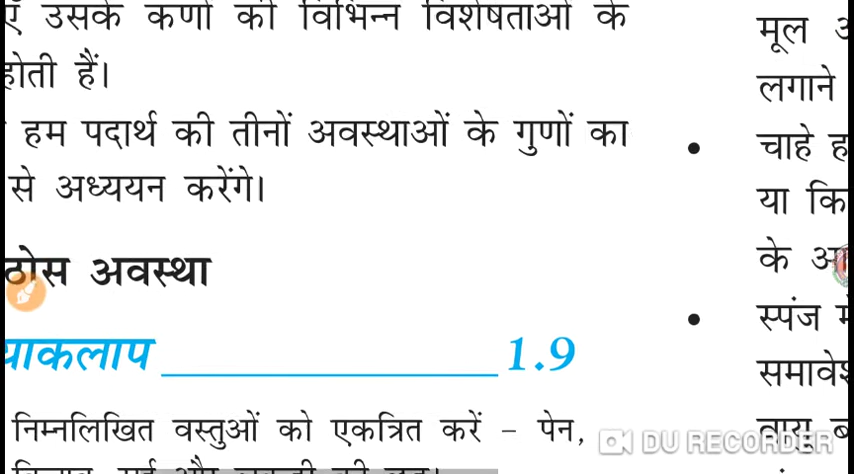 उसके कणों की विभिन्न विशेषताओं के
होती हैं।
हम पदार्थ की तीनों अवस्थाओं के गुणों का
से अध्ययन करेंगे।
ठोस अवस्था
याकलाप 1.9
निम्नलिखित वस्तुओं को एकत्रित करें – पेन,
मूल
लगाने
• चाहे
या
के
• स्पंज
DU RECORDER